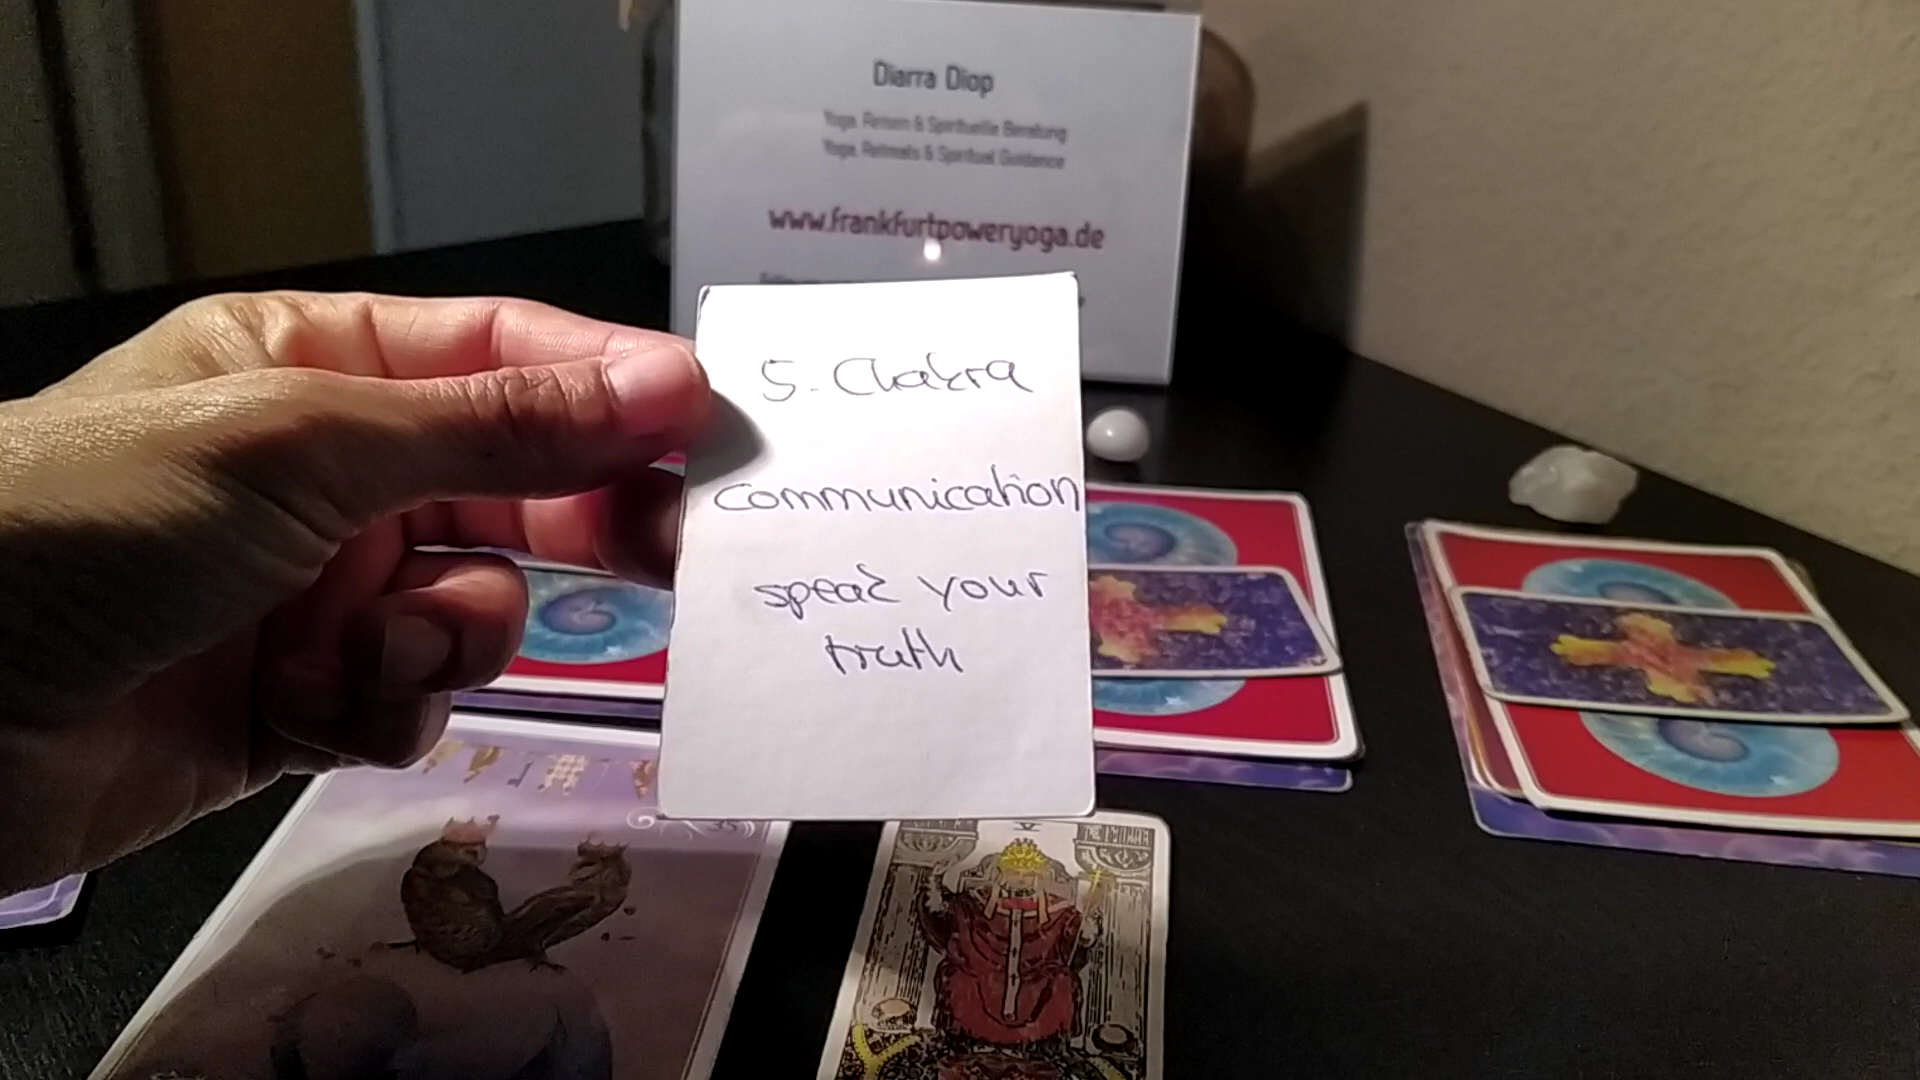 Diarra Diop
Yoga, Reisen & Spirituelle Beratung
Yoga, Retreats & Spiritual Guidance
www.frankfurtpoweryoga.de
5. Chakra
communication
speak your
truth
35
V